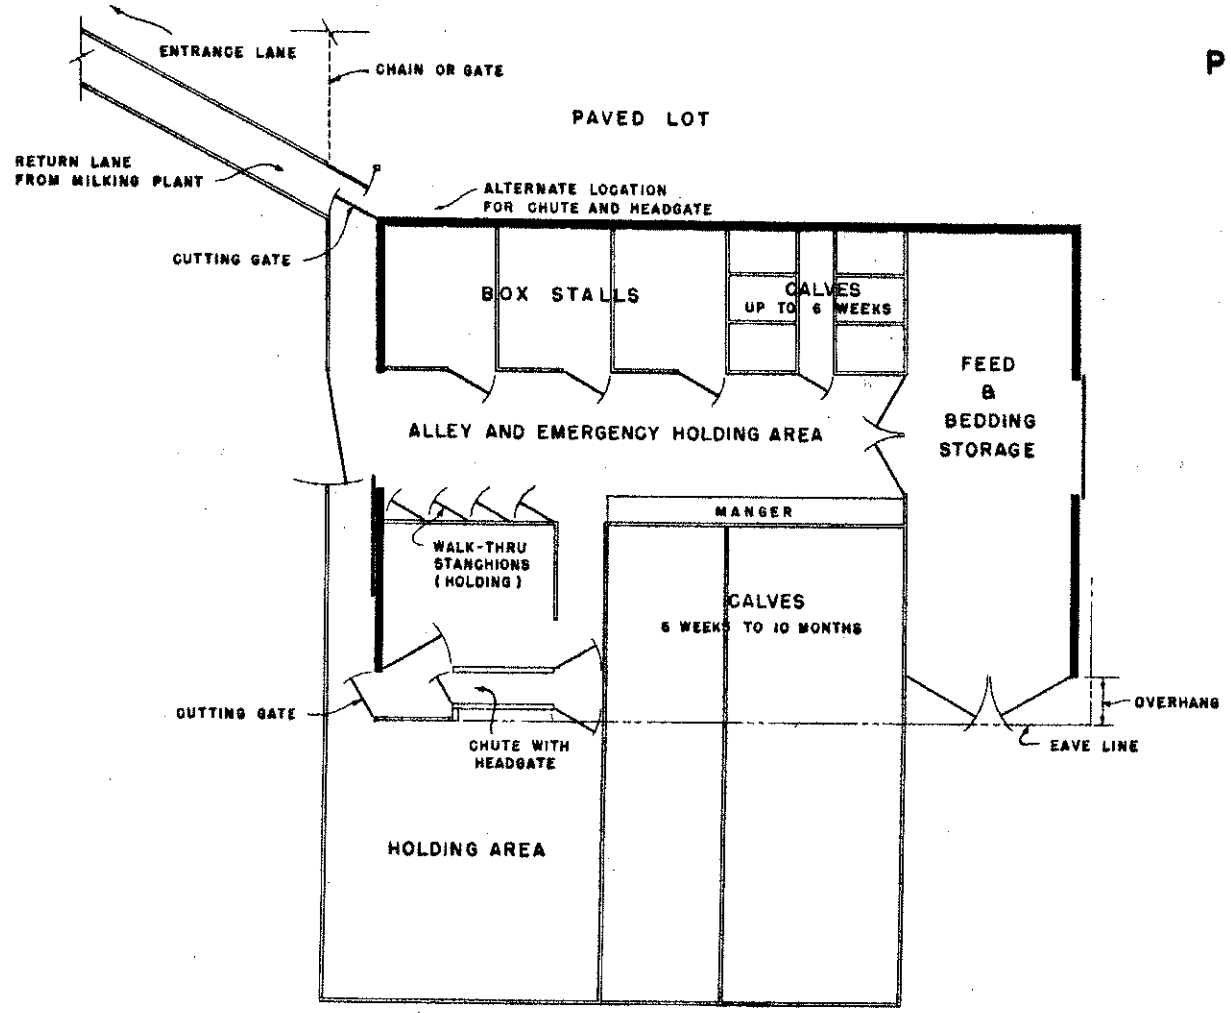 ENTRANCE LANE
P
CHAIN OR GATE
PAVED LOT
RETURN LANE
FROM MILKING PLANT
ALTERNATE LOCATION
FOR CHUTE AND HEADGATE
CUTTING GATE
BOX STALLS
CALVES
UP TO 6 WEEKS
FEED
&
BEDDING
STORAGE
ALLEY AND EMERGENCY HOLDING AREA
MANGER
WALK-THRU
STANCHIONS
(HOLDING)
CALVES
6 WEEKS TO 10 MONTHS
CUTTING GATE
OVERHANG
EAVE LINE
CHUTE WITH
HEADGATE
HOLDING AREA